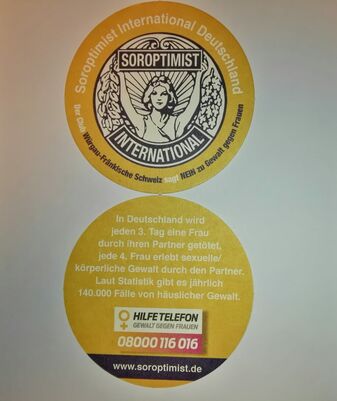 Soroptimist International Deutschland
SOROPTIMIST
INTERNATIONAL
Der Club Würgau-Fränkische Schweiz sagt NEIN zu Gewalt gegen Frauen
In Deutschland wird
jeden 3. Tag eine Frau
durch ihren Partner getötet,
jede 4. Frau erlebt sexuelle/
körperliche Gewalt durch den Partner.
Laut Statistik gibt es jährlich
140.000 Fälle von häuslicher Gewalt.
HILFETELEFON
GEWALT GEGEN FRAUEN
08000 116 016
www.soroptimist.de